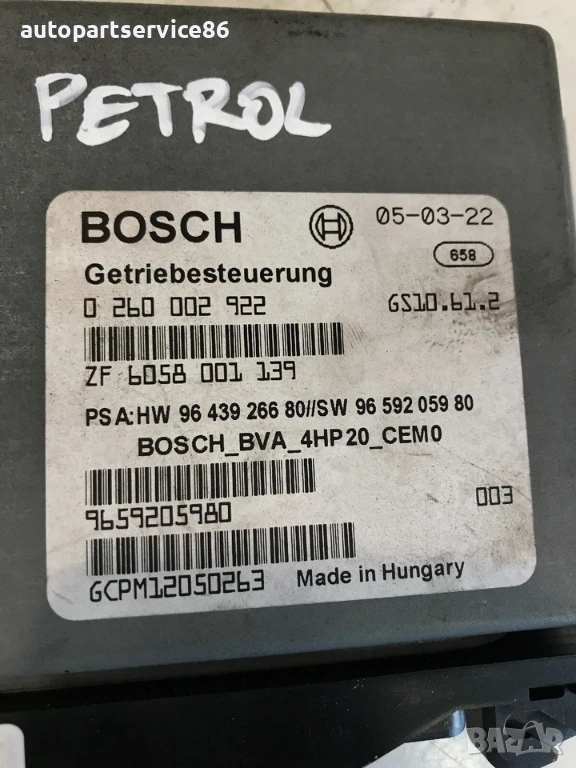 autopartservice86
PETROL
BOSCH 05-03-22
658
Getriebesteuerung
0 260 002 922 GS10.61.2
ZF 6058 001 139
PSA:HW 96 439 266 80//SW 96 592 059 80
BOSCH_BVA_4HP20_CEM0
003
9659205980
GCPM12050263 Made in Hungary
BAZAR